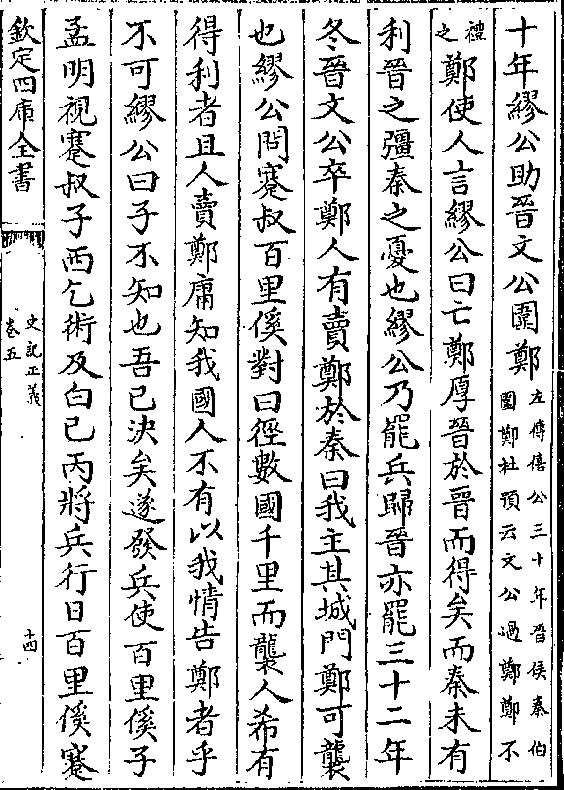 十年繆公助晉文公圍鄭左傳僖公三十年晉侯秦伯圍鄭杜預云文公過鄭鄭不
禮之鄭使人言繆公曰亡鄭厚晉於晉而得矣而秦未有
利晉之彊秦之憂也繆公乃罷兵歸晉亦罷三十二年
冬晉文公卒鄭人有賣鄭於秦曰我主其城門鄭可襲
也繆公問蹇叔百里傒對曰徑數國千里而襲人希有
得利者且人賣鄭庸知我國人不有以我情告鄭者乎
不可繆公曰子不知也吾已決矣遂發兵使百里傒子
孟明視蹇叔子西乞術及白乙丙將兵行日百里傒蹇
欽定四庫全書
史記正義
卷五
十四